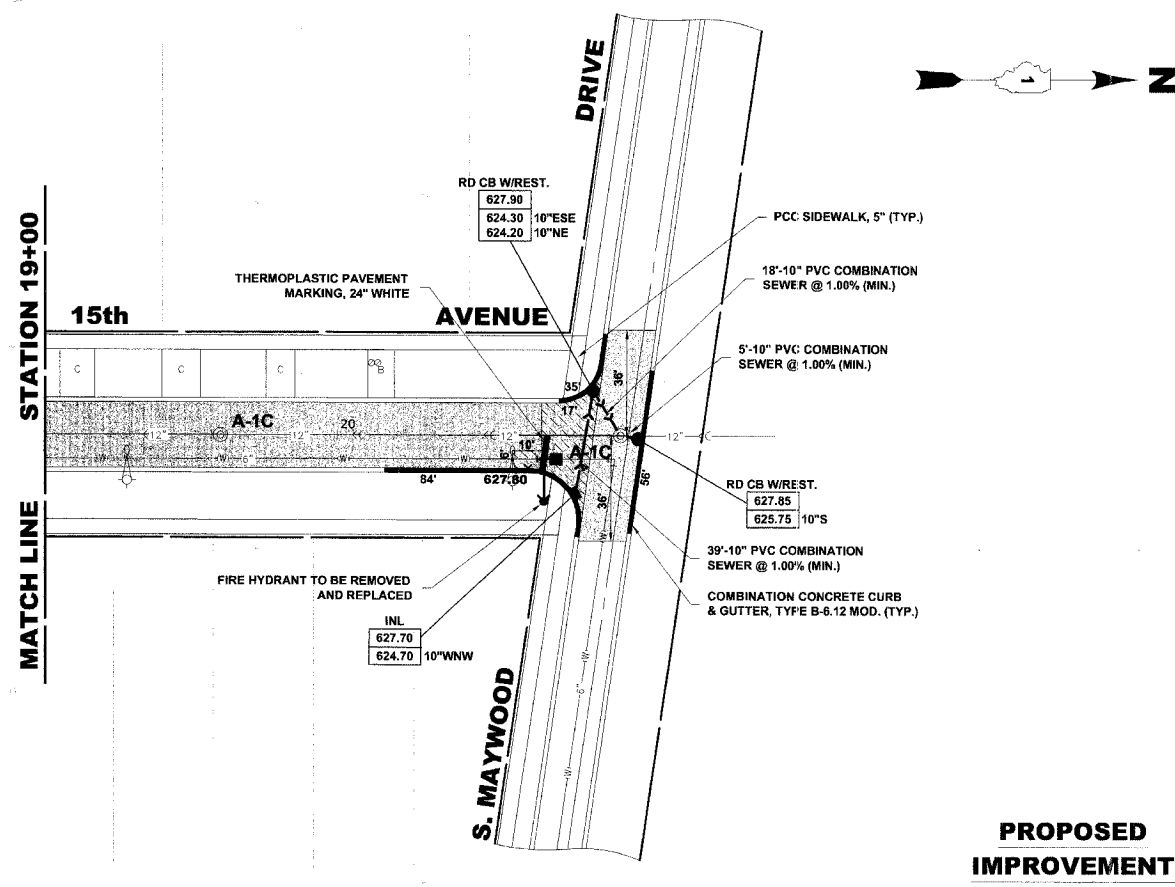 DRIVE
N
1
RD CB W/REST.
627.90
624.30 10"ESE
624.20 10"NE
PCC SIDEWALK, 5" (TYP.)
THERMOPLASTIC PAVEMENT
MARKING, 24" WHITE
18'-10" PVC COMBINATION
SEWER @ 1.00% (MIN.)
STATION 19+00
15th
AVENUE
5'-10" PVC COMBINATION
SEWER @ 1.00% (MIN.)
C
C
C
B
35'
36'
17'
A-1C
20
12"
12"
12"
12"
C
10'
A-1C
6'
W
6"
W
W
W
84'
627.80
36'
56'
RD CB W/REST.
627.85
625.75 10"S
W
39'-10" PVC COMBINATION
SEWER @ 1.00% (MIN.)
MATCH LINE
FIRE HYDRANT TO BE REMOVED
AND REPLACED
COMBINATION CONCRETE CURB
& GUTTER, TYPE B-6.12 MOD. (TYP.)
INL
627.70
624.70 10"WNW
W
6"
W
S. MAYWOOD
PROPOSED
IMPROVEMENT